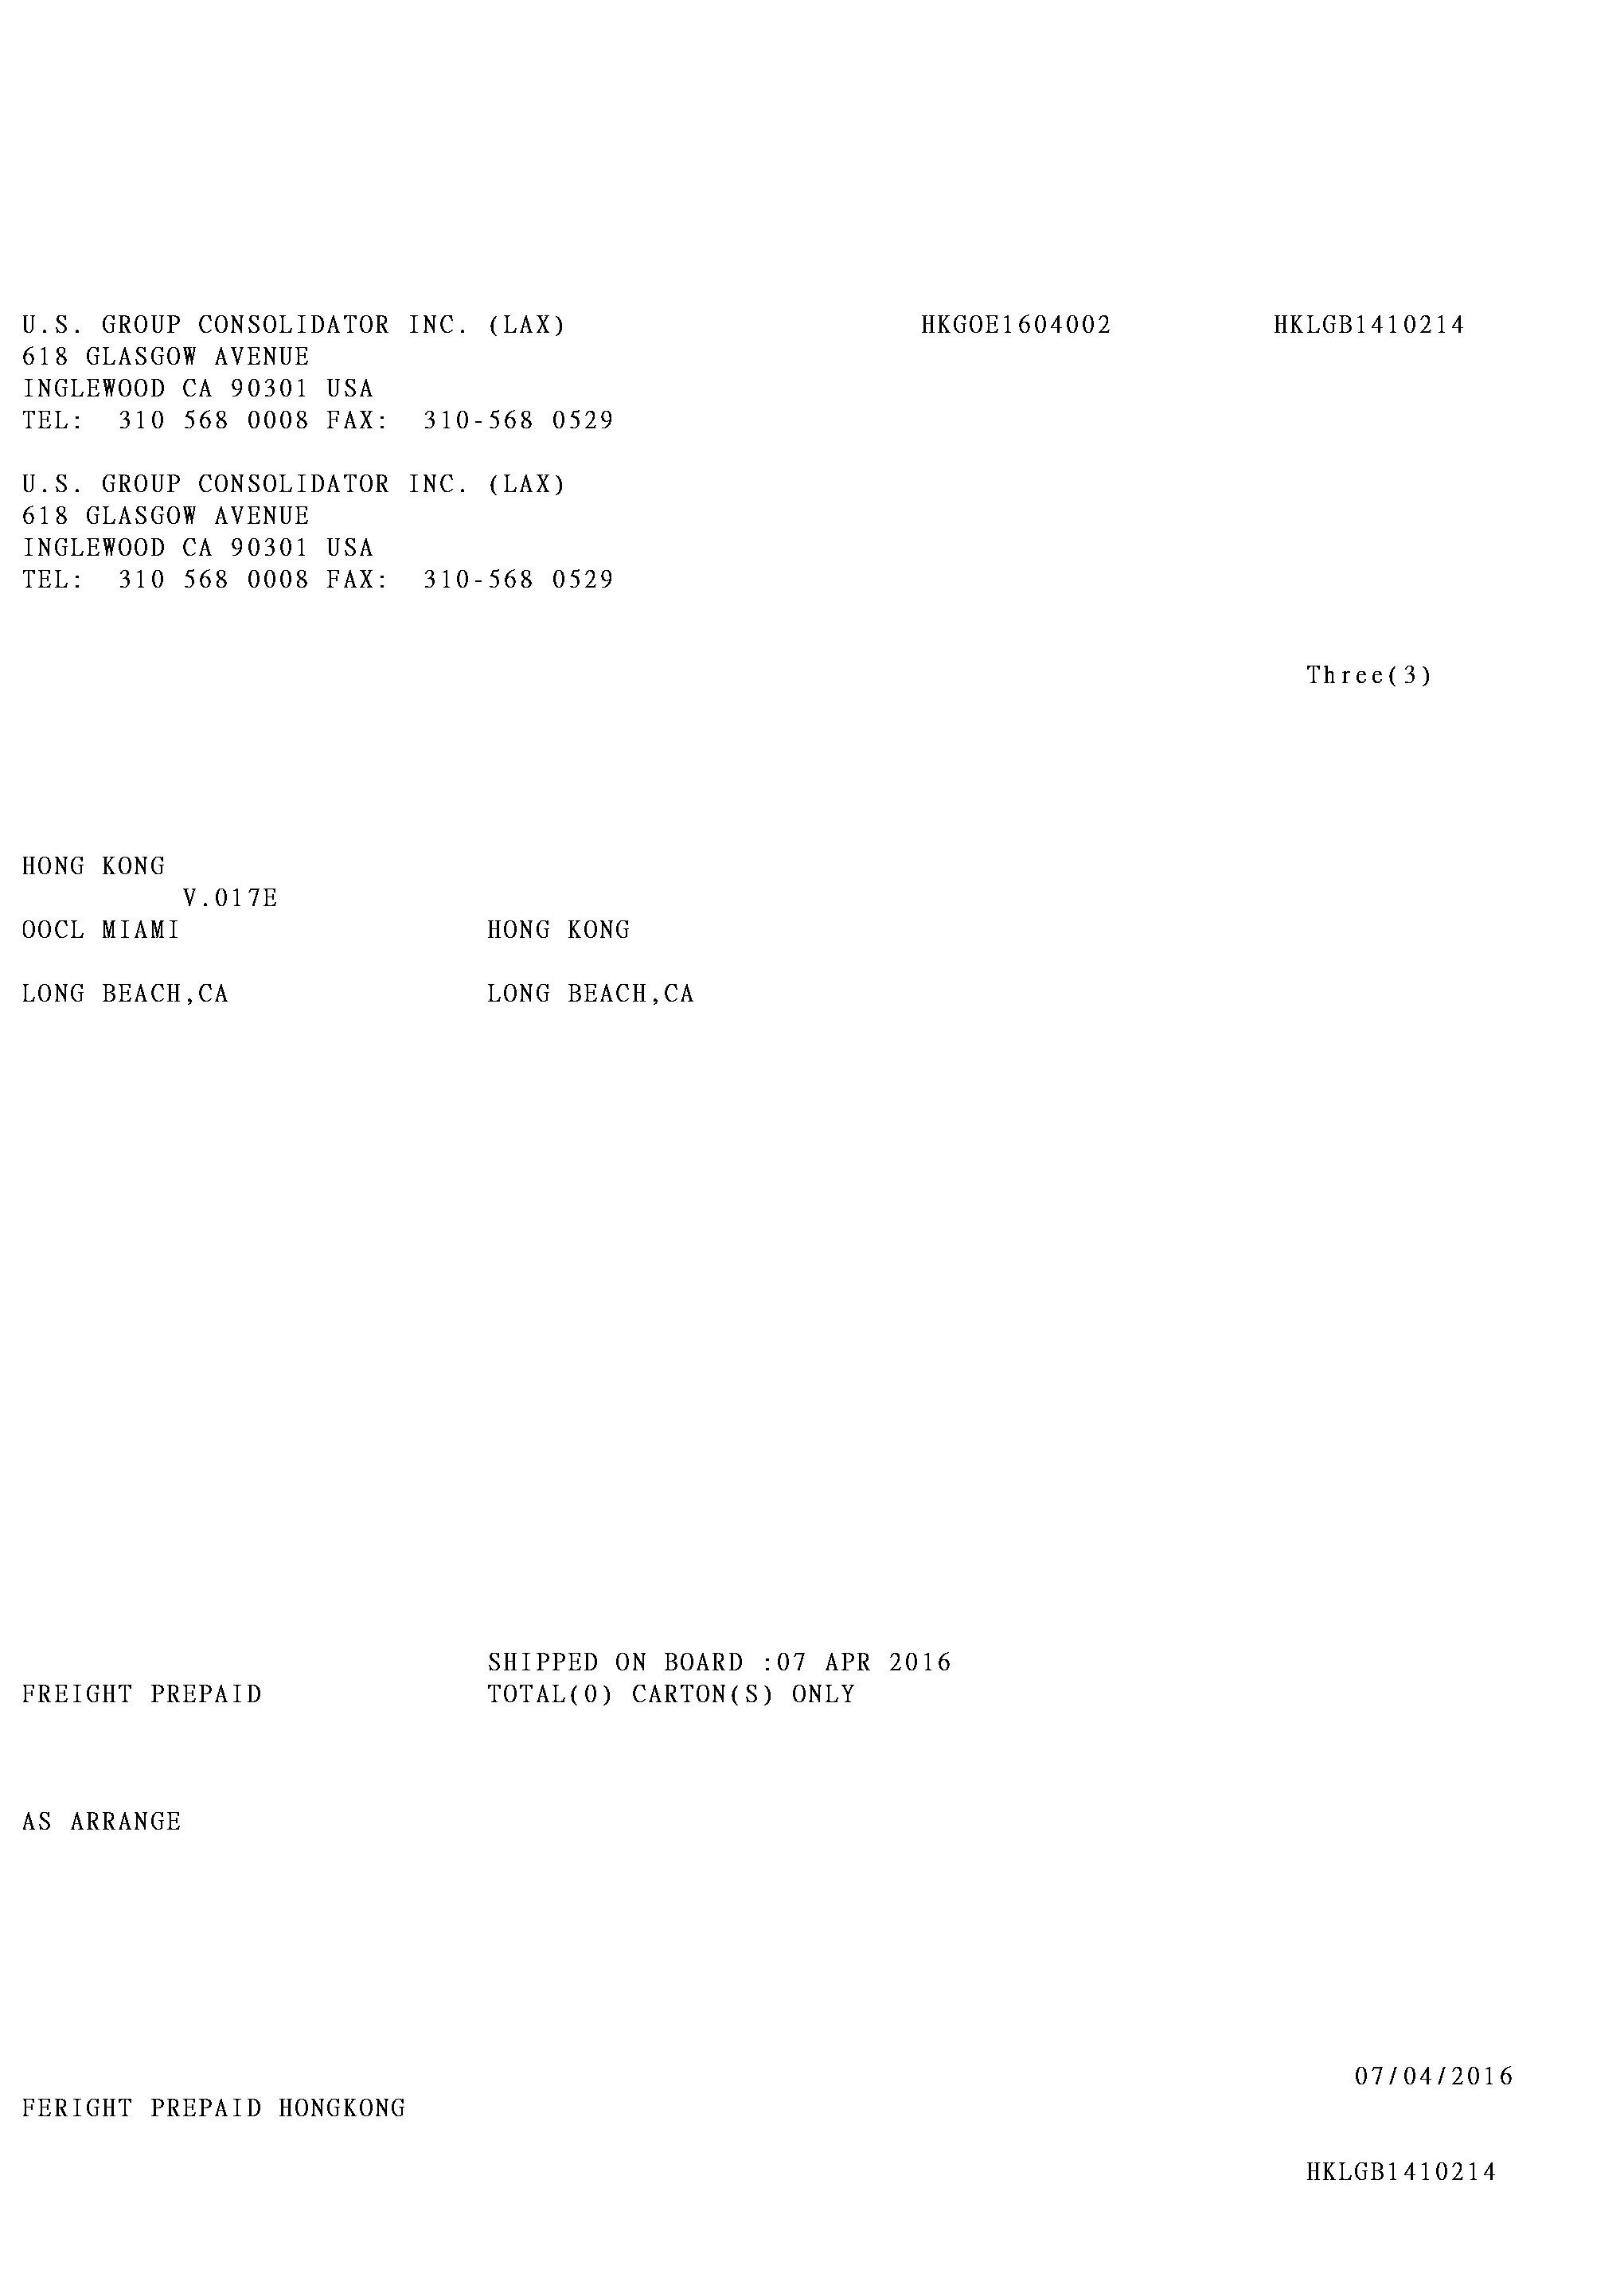 U.S. GROUP CONSOLIDATOR INC. (LAX) HKGOE1604002 HKLGB1410214
618 GLASGOW AVENUE
INGLEWOOD CA 90301 USA
TEL: 310 568 0008 FAX: 310-568 0529
U.S. GROUP CONSOLIDATOR INC. (LAX)
618 GLASGOW AVENUE
INGLEWOOD CA 90301 USA
TEL: 310 568 0008 FAX: 310-568 0529
Three(3)
HONG KONG
V.017E
OOCL MIAMI HONG KONG
LONG BEACH,CA LONG BEACH,CA
SHIPPED ON BOARD :07 APR 2016
FREIGHT PREPAID TOTAL(0) CARTON(S) ONLY
AS ARRANGE
07/04/2016
FERIGHT PREPAID HONGKONG
HKLGB1410214